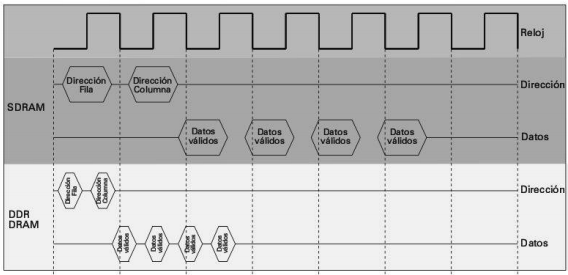 Reloj
Dirección
Fila
Dirección
Columna
Dirección
SDRAM
Datos
válidos
Datos
válidos
Datos
válidos
Datos
válidos
Datos
Dirección
Fila
Dirección
Columna
Dirección
DDR
DRAM
Datos
válidos
Datos
válidos
Datos
válidos
Datos
válidos
Datos